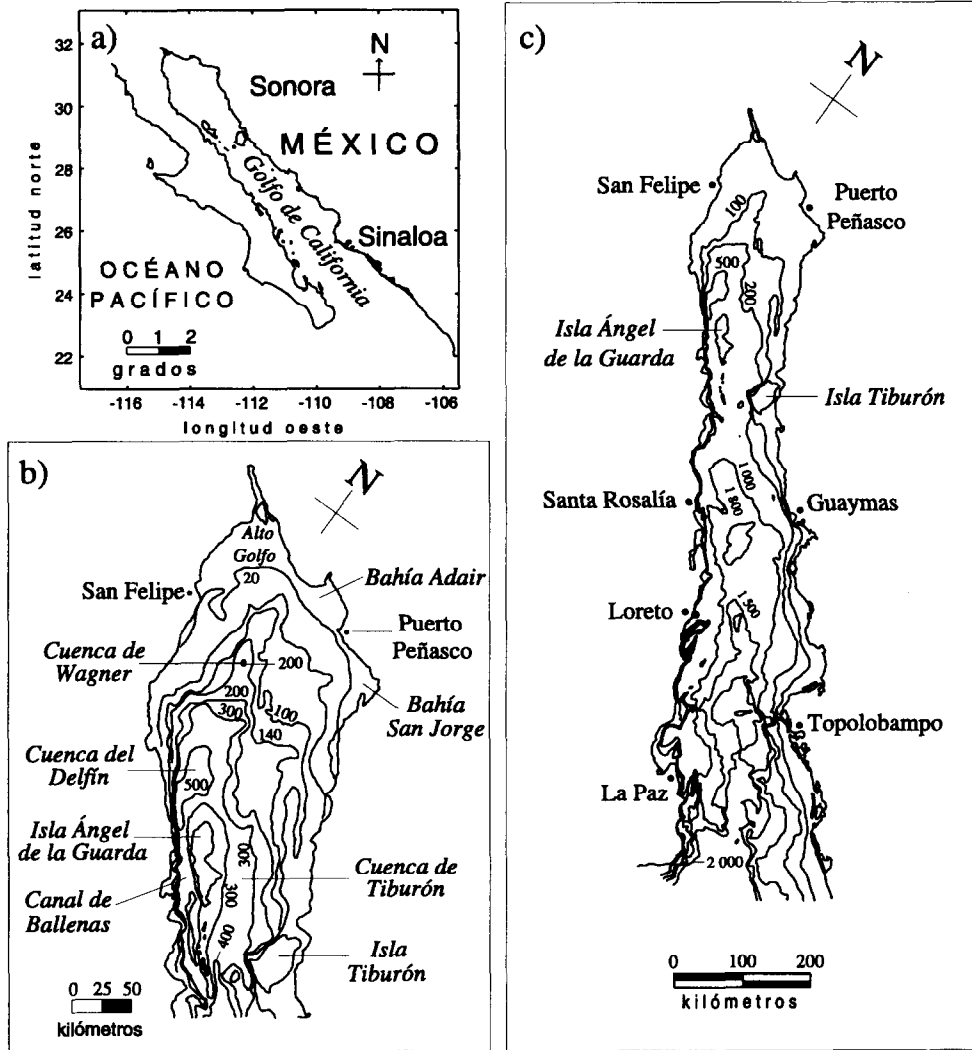 a)
N
Sonora
MÉXICO
Golfo de California
Sinaloa
OCÉANO
PACÍFICO
0 1 2
grados
latitud norte
32
30
28
26
24
22
-116 -114 -112 -110 -108 -106
longitud oeste
b)
N
Alto
Golfo
20
San Felipe
Bahía Adair
Puerto
Peñasco
Cuenca de
Wagner
200
200
300
100
140
Bahía
San Jorge
Cuenca del
Delfín
500
Isla Ángel
de la Guarda
300
Cuenca de
Tiburón
300
Canal de
Ballenas
400
Isla
Tiburón
0 25 50
kilómetros
c)
N
San Felipe
Puerto
Peñasco
100
500
200
Isla Ángel
de la Guarda
Isla Tiburón
1 000
1 800
Santa Rosalía
Guaymas
1 500
Loreto
Topolobampo
La Paz
2 000
0 100 200
kilómetros